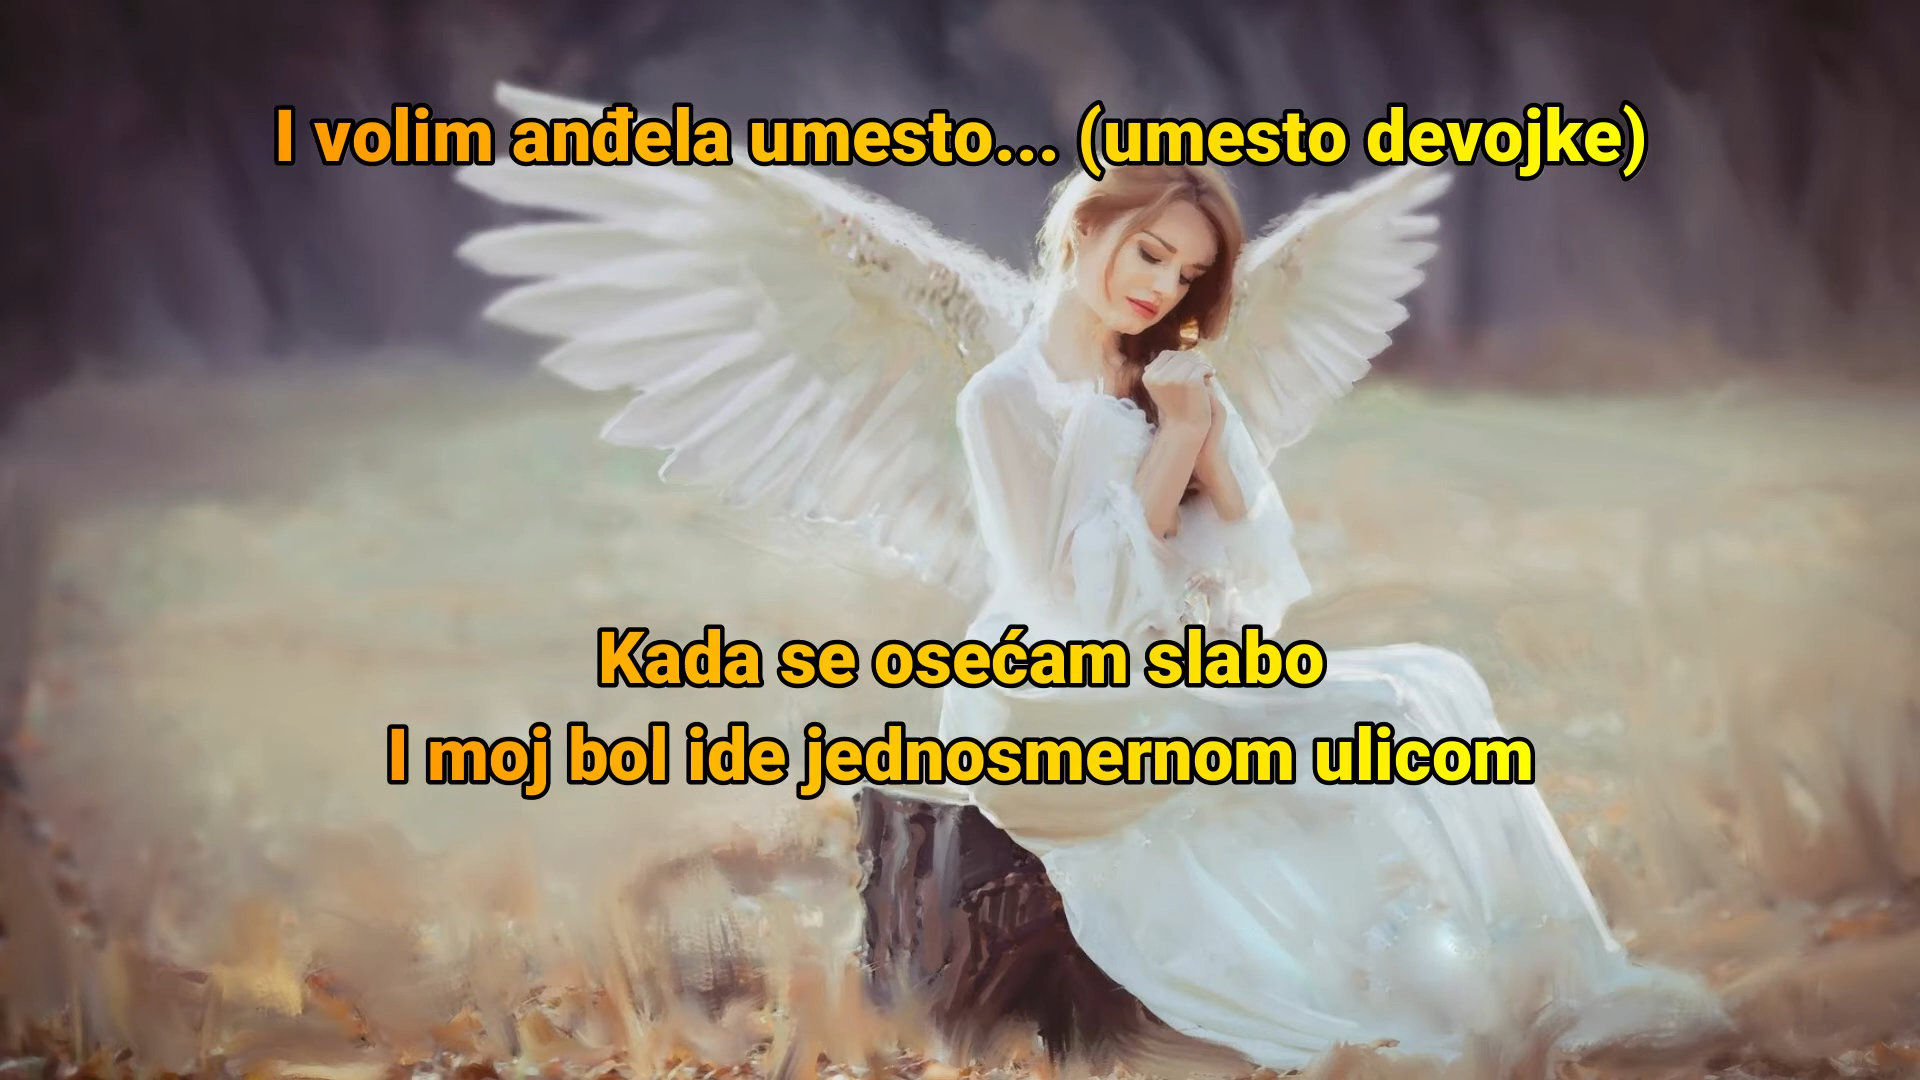 I volim anđela umesto... (umesto devojke)
Kada se osećam slabo
I moj bol ide jednosmernom ulicom